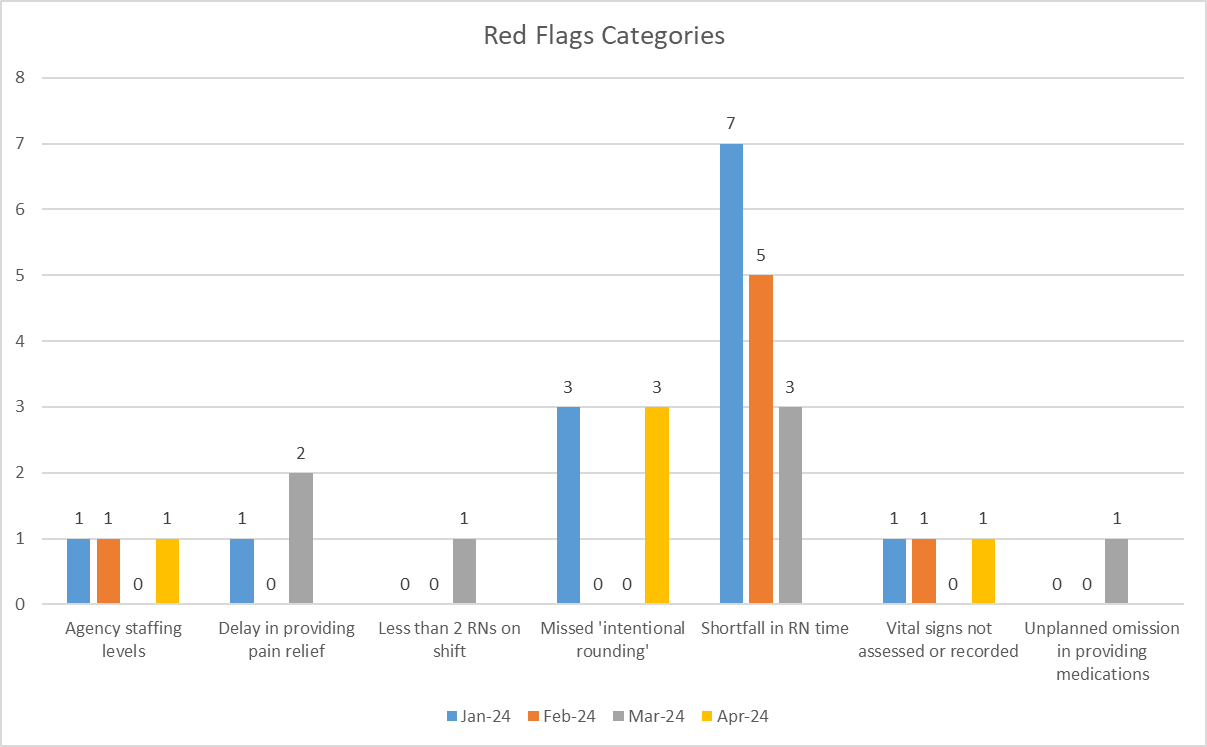 Red Flags Categories
8
7
6
5
4
3
2
1
0
1 1 0 1
1 0 2
0 0 1
3 0 0 3
7 5 3
1 1 0 1
0 0 1
Agency staffing
levels
Delay in providing
pain relief
Less than 2 RNs on
shift
Missed 'intentional
rounding'
Shortfall in RN time
Vital signs not
assessed or recorded
Unplanned omission
in providing
medications
Jan-24 Feb-24 Mar-24 Apr-24